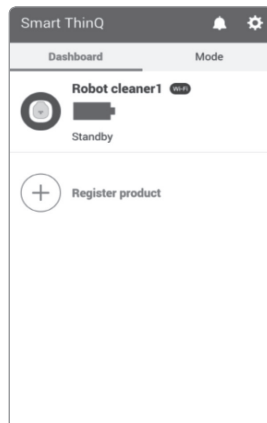 Smart ThinQ
Dashboard Mode
Robot cleaner1 Wi-Fi
Standby
Register product